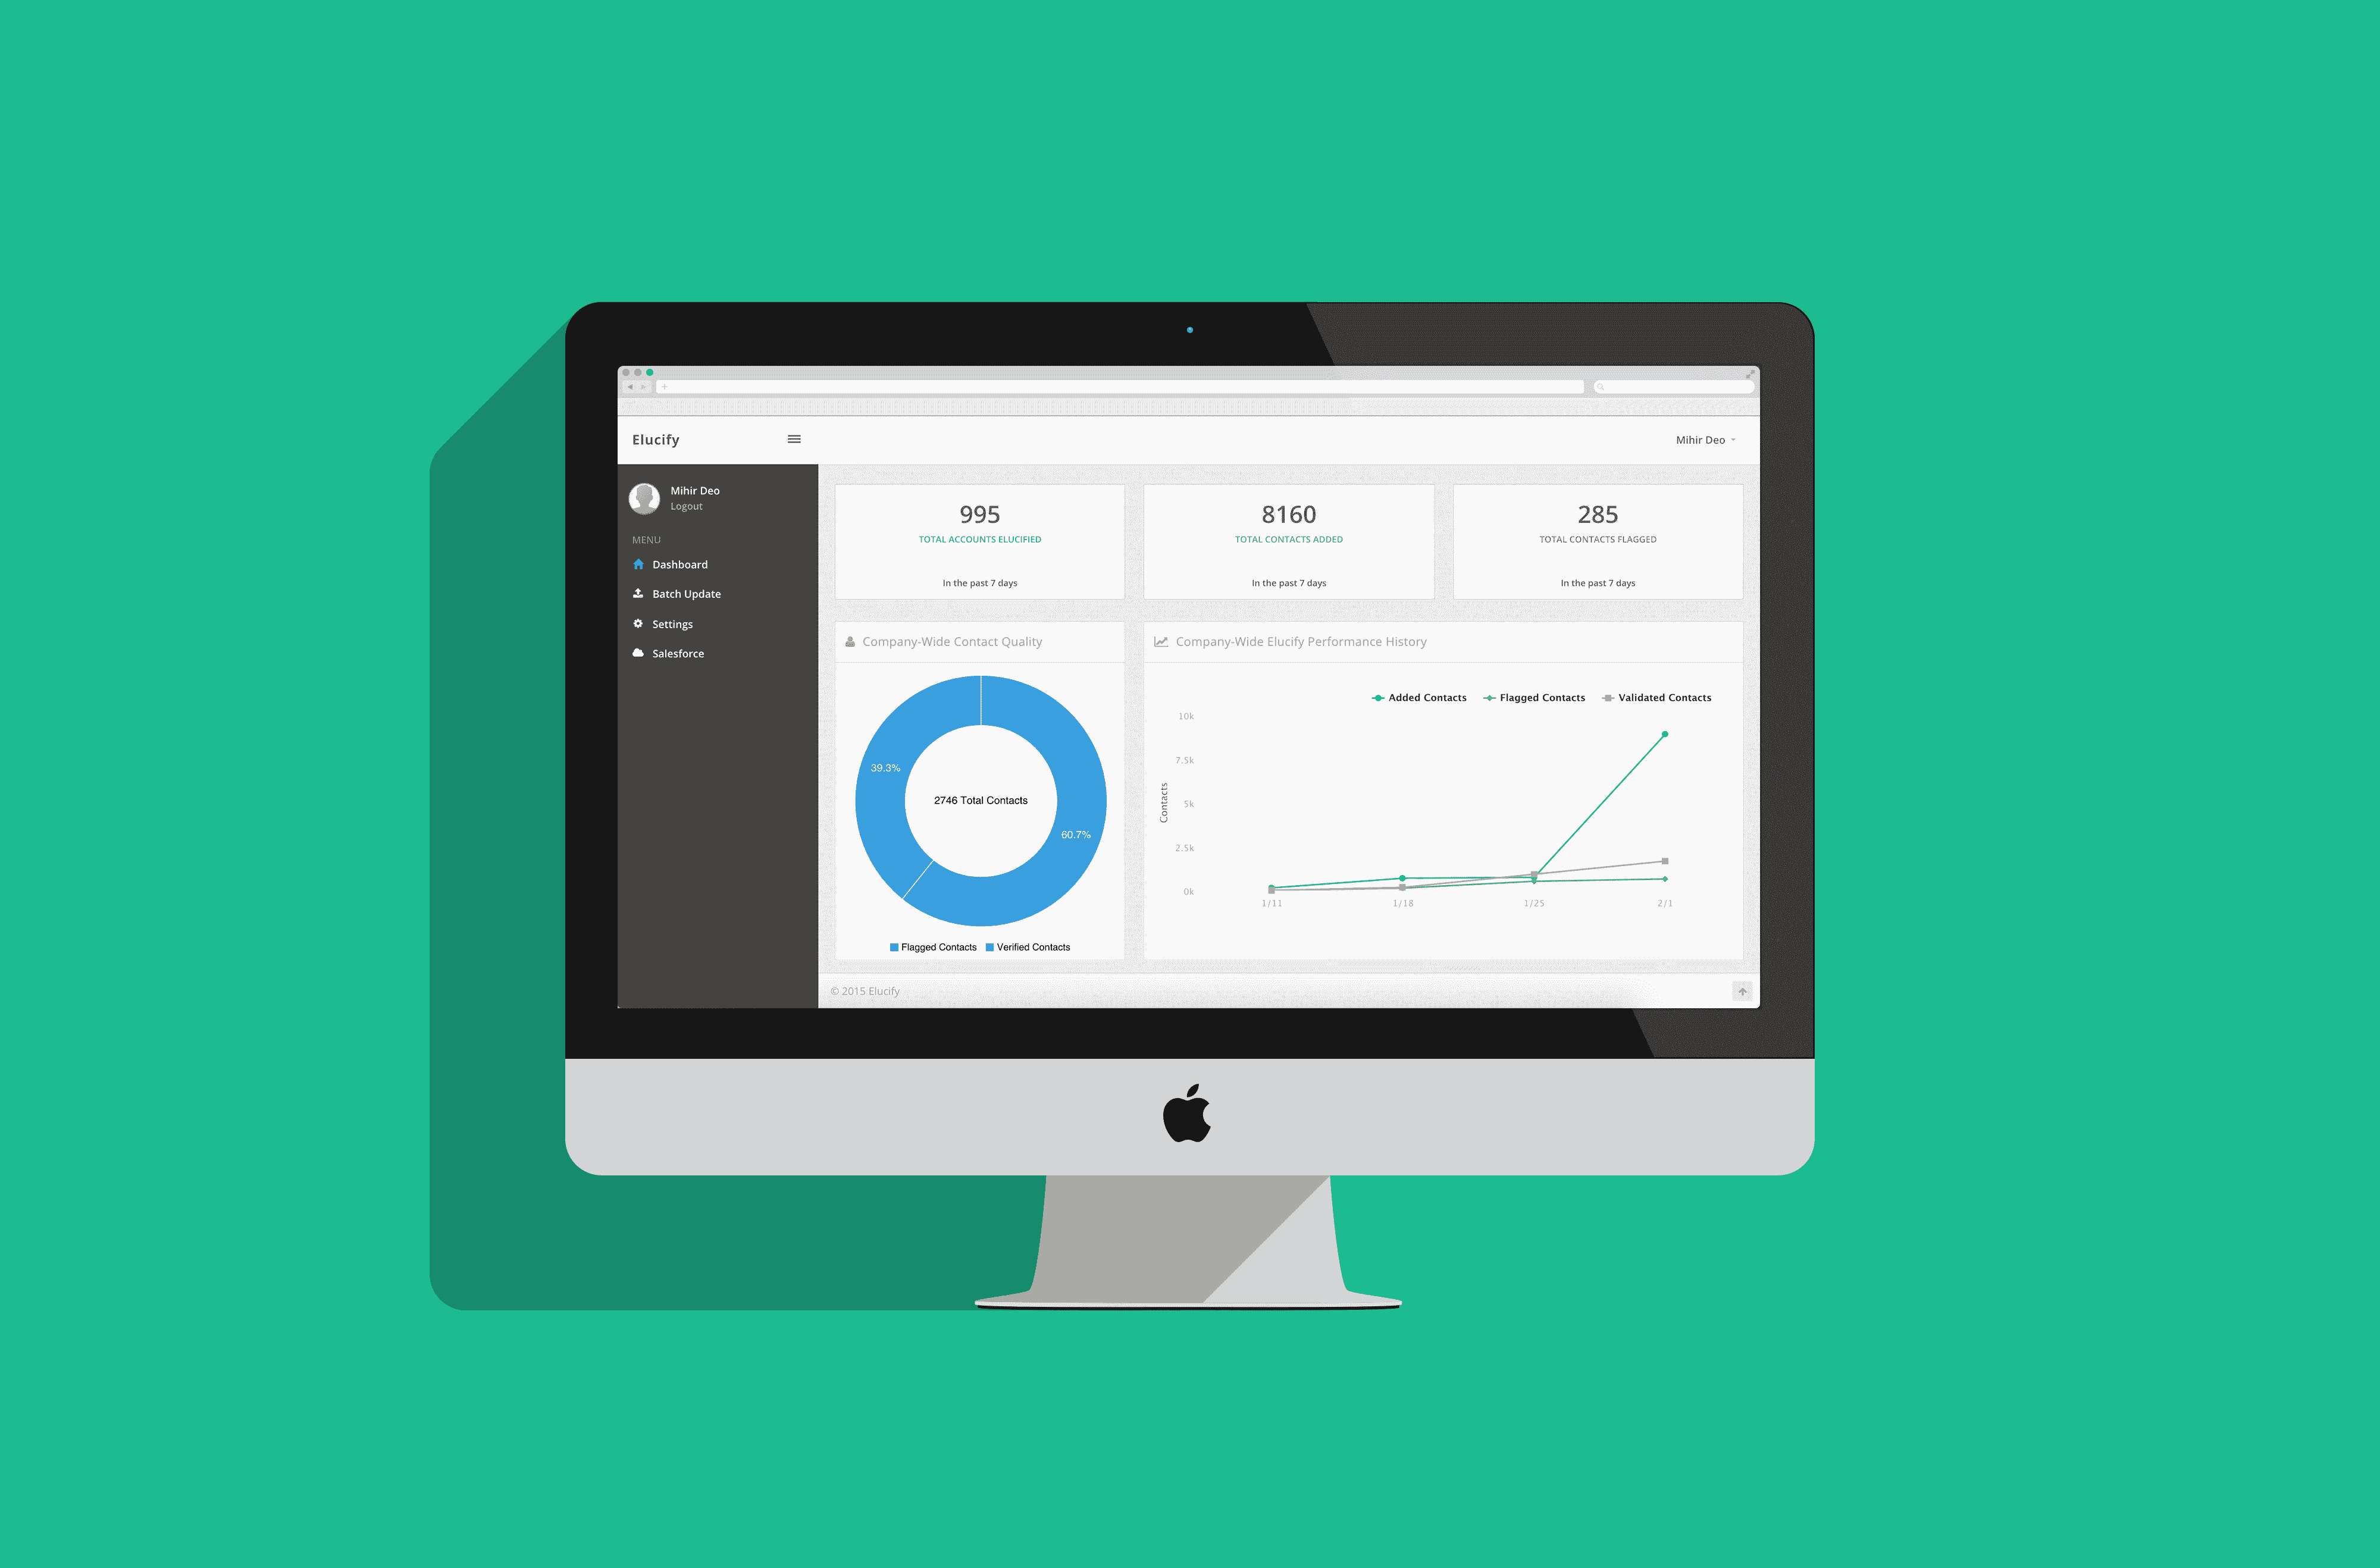 Elucify
Mihir Deo
Mihir Deo
Logout
MENU
Dashboard
Batch Update
Settings
Salesforce
995
TOTAL ACCOUNTS ELUCIFIED
In the past 7 days
8160
TOTAL CONTACTS ADDED
In the past 7 days
285
TOTAL CONTACTS FLAGGED
In the past 7 days
Company-Wide Contact Quality
39.3%
2746 Total Contacts
60.7%
Flagged Contacts Verified Contacts
Company-Wide Elucify Performance History
Added Contacts Flagged Contacts Validated Contacts
Contacts
10k
7.5k
5k
2.5k
0k
1/11 1/18 1/25 2/1
© 2015 Elucify